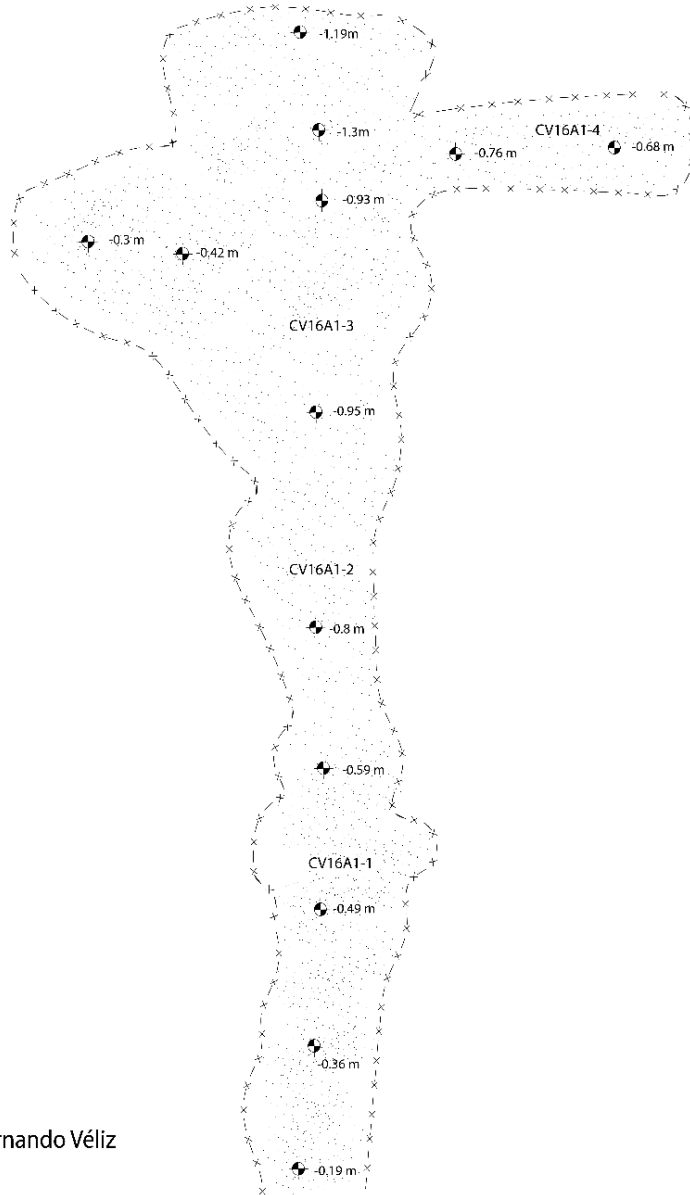 -1.19m
-1.3m
CV16A1-4
-0.76 m
-0.68 m
-0.93 m
-0.3 m
-0.42 m
CV16A1-3
-0.95 m
CV16A1-2
-0.8 m
-0.59 m
CV16A1-1
-0.49 m
-0.36 m
rnando Véliz
-0.19 m